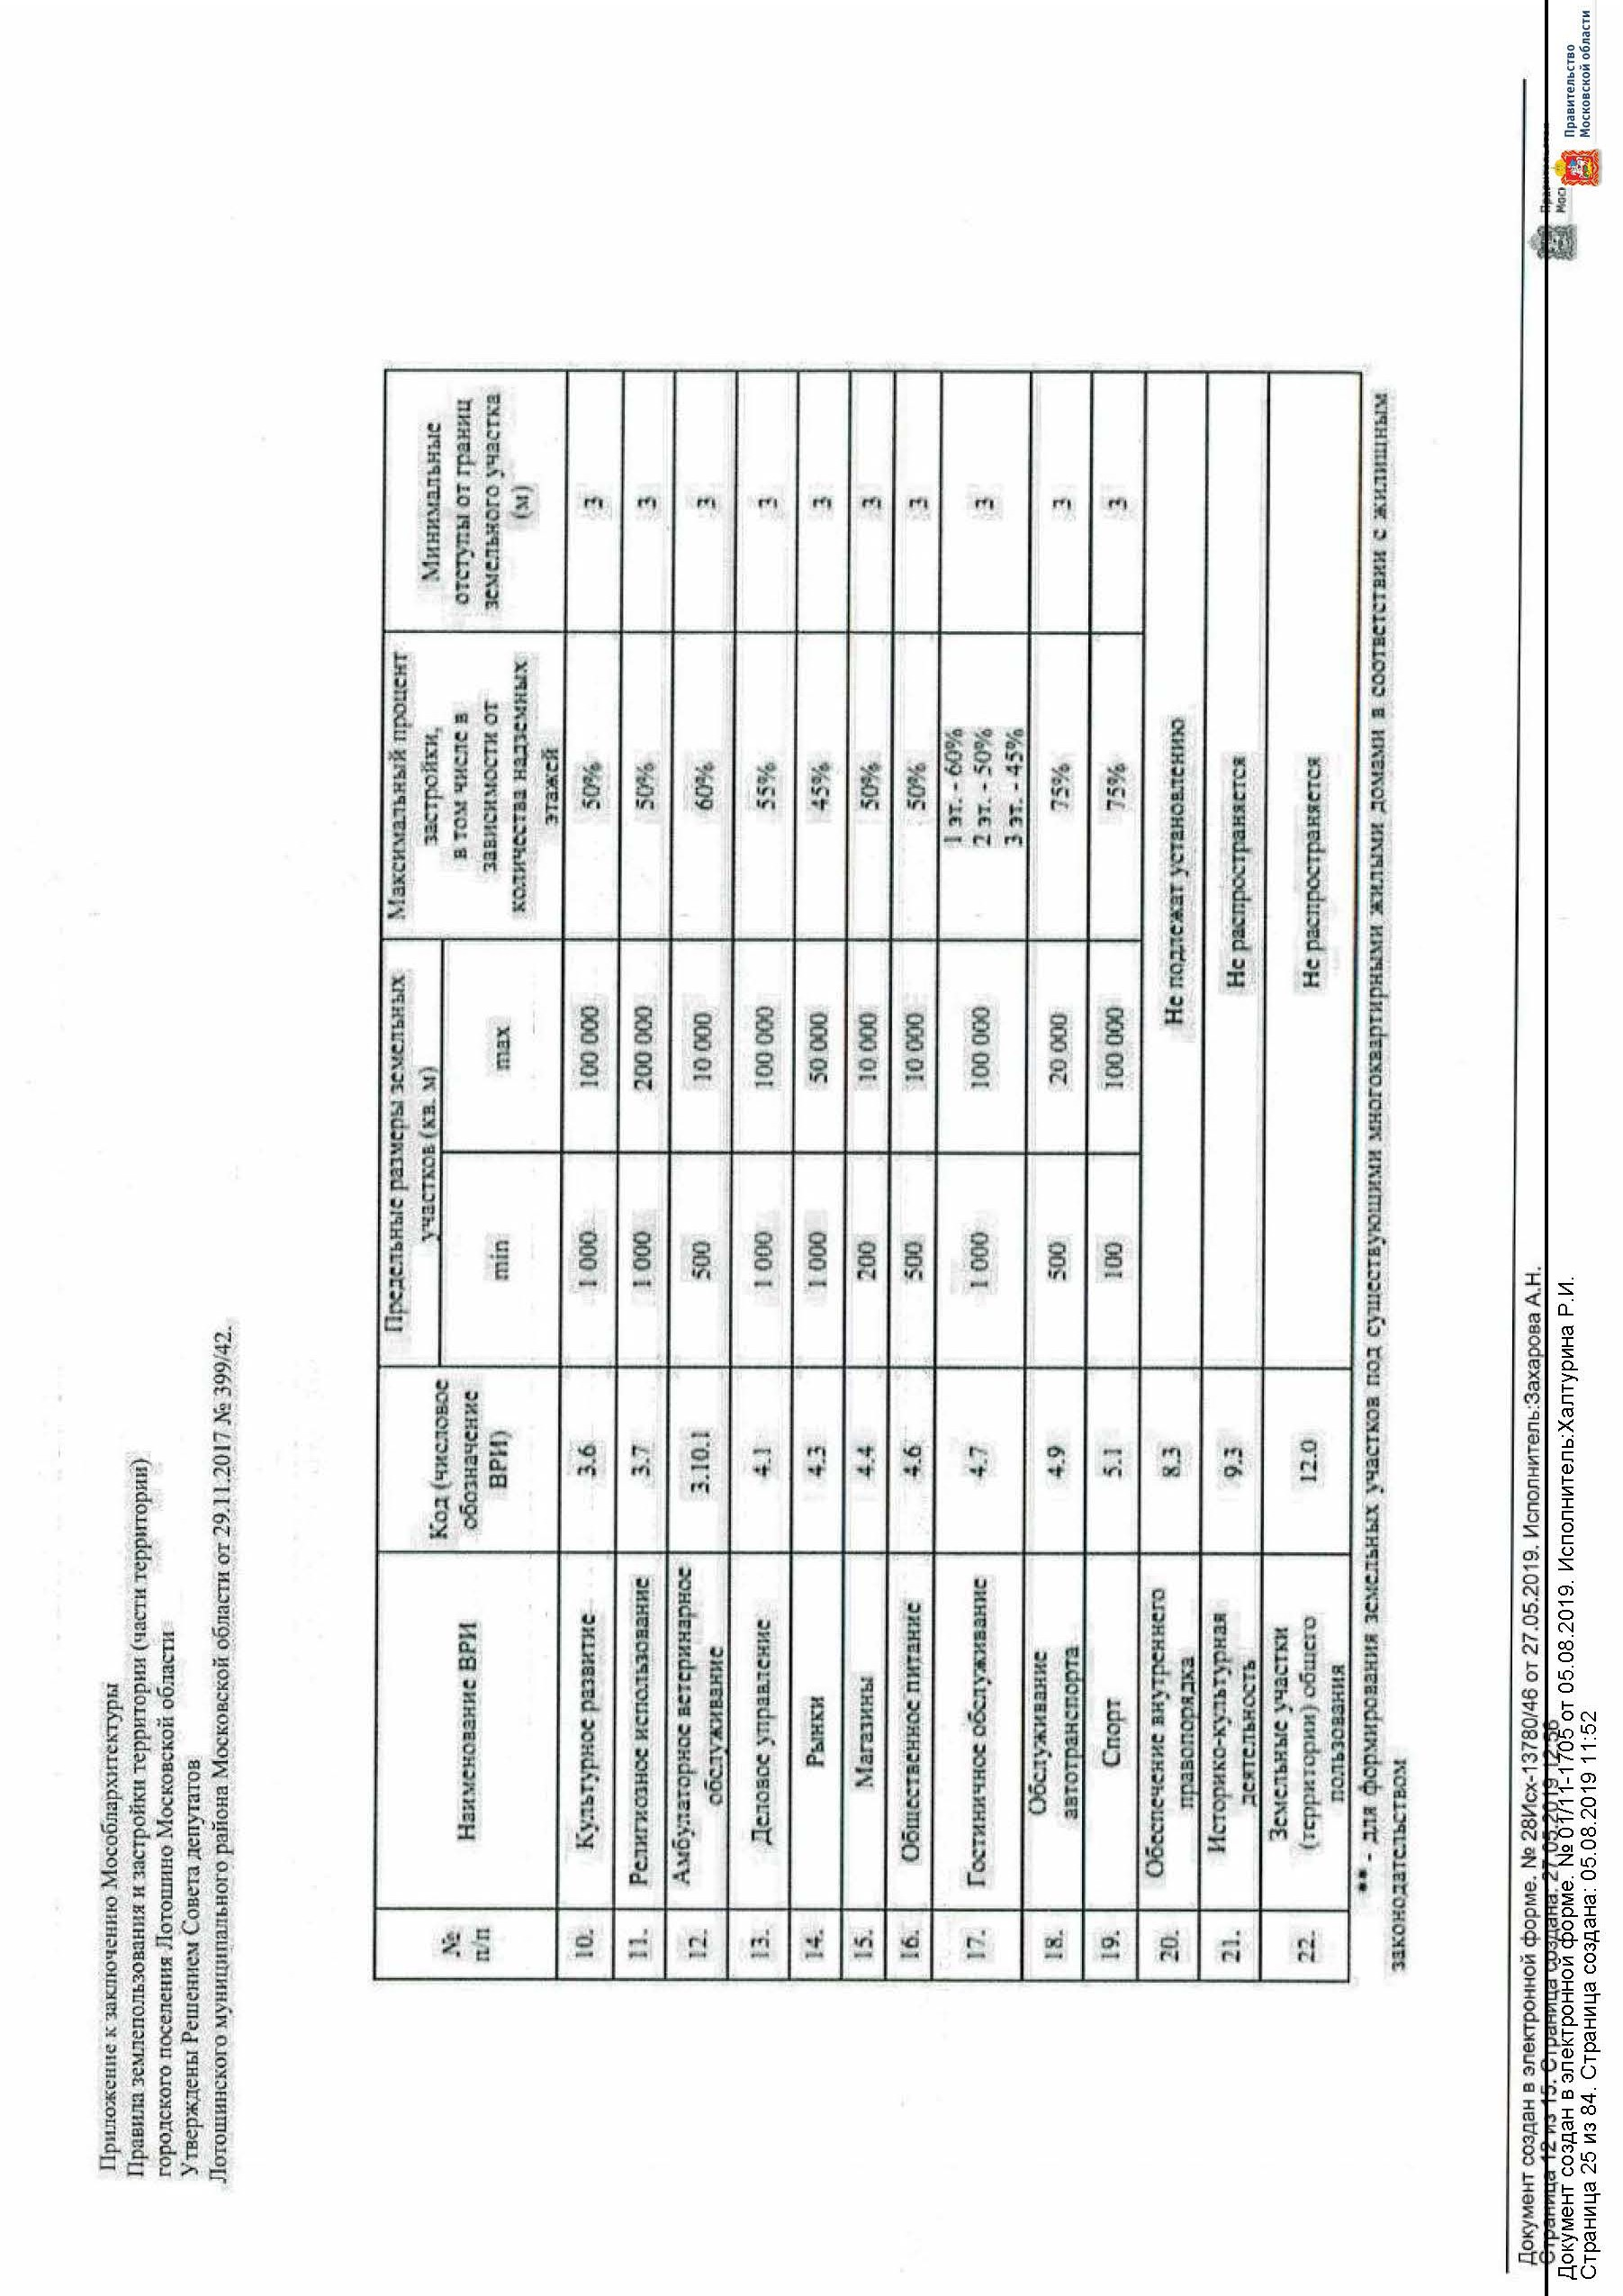 Приложение к заключению Мособлархитектуры
Правила землепользования и застройки территории (части территории)
городского поселения Лотошино Московской области
Утверждены Решением Совета депутатов
Лотошинского муниципального района Московской области от 29.11.2017 № 399/42.
№ п/п
Наименование ВРИ
Код (числовое обозначение ВРИ)
Предельные размеры земельных участков (кв. м)
min
max
Максимальный процент застройки, в том числе в зависимости от количества надземных этажей
Минимальные отступы от границ земельного участка (м)
10. Культурное развитие 3.6 1 000 100 000 50% 3
11. Религиозное использование 3.7 1 000 200 000 50% 3
12. Амбулаторное ветеринарное обслуживание 3.10.1 500 10 000 60% 3
13. Деловое управление 4.1 1 000 100 000 55% 3
14. Рынки 4.3 1 000 50 000 45% 3
15. Магазины 4.4 200 10 000 50% 3
16. Общественное питание 4.6 500 10 000 50% 3
17. Гостиничное обслуживание 4.7 1 000 100 000 1 эт. - 60% 2 эт. - 50% 3 эт. - 45% 3
18. Обслуживание автотранспорта 4.9 500 20 000 75% 3
19. Спорт 5.1 100 100 000 75% 3
20. Обеспечение внутреннего правопорядка 8.3 Не подлежат установлению
21. Историко-культурная деятельность 9.3 Не распространяется
22. Земельные участки (территории) общего пользования 12.0 Не распространяется
** - для формирования земельных участков под существующими многоквартирными жилыми домами в соответствии с жилищным
законодательством
Документ создан в электронной форме. № 28Исх-13780/46 от 27.05.2019. Исполнитель:Захарова А.Н.
Страница 12 из 15. Страница создана: 27.05.2019 12:56
Документ создан в электронной форме. № 01/11-1705 от 05.08.2019. Исполнитель:Халтурина Р.И.
Страница 25 из 84. Страница создана: 05.08.2019 11:52
Правительство
Московской области